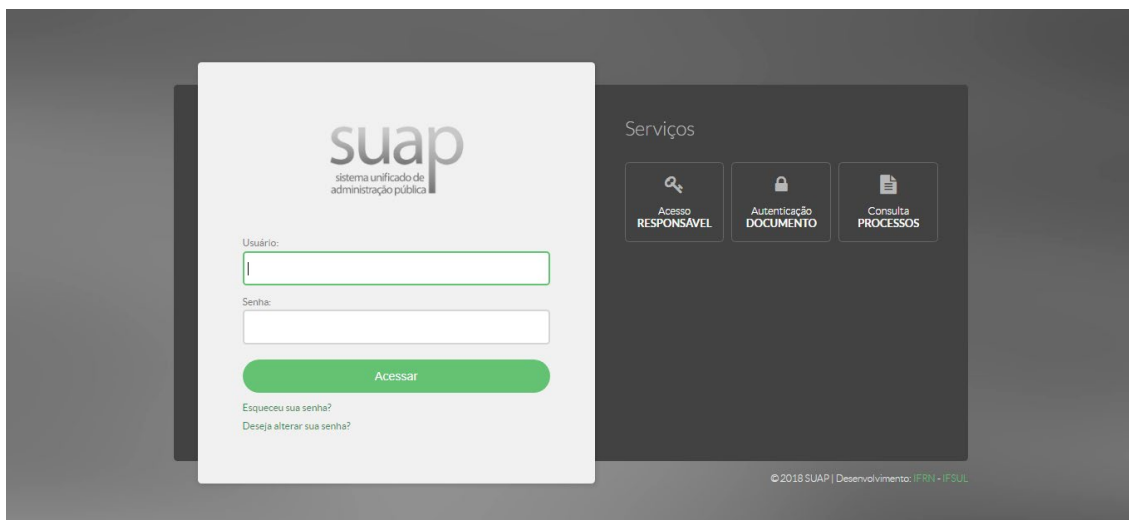 suap
sistema unificado de
administração pública
Usuário:
Senha:
Acessar
Esqueceu sua senha?
Deseja alterar sua senha?
Serviços
Acesso
RESPONSÁVEL
Autenticação
DOCUMENTO
Consulta
PROCESSOS
©2018 SUAP | Desenvolvimento: IFRN - IFSUL